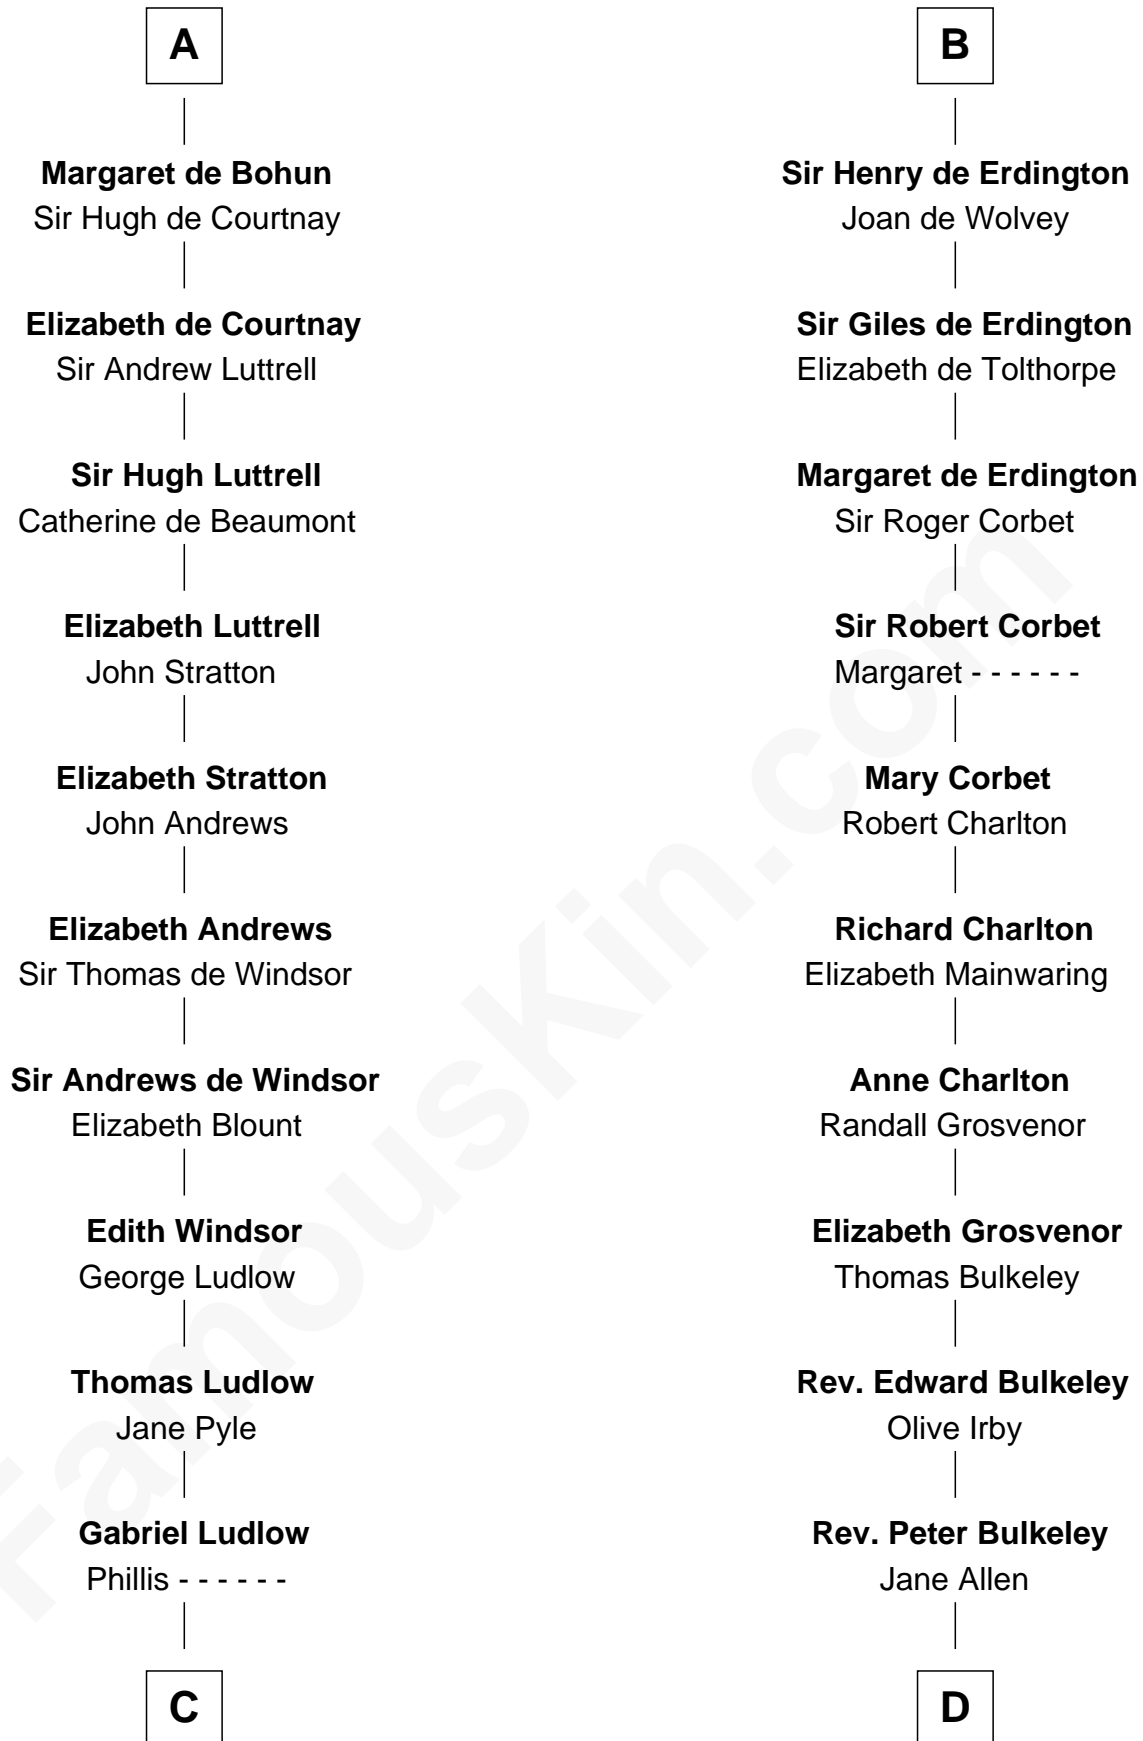 A
Margaret de Bohun
Sir Hugh de Courtnay
Elizabeth de Courtnay
Sir Andrew Luttrell
Sir Hugh Luttrell
Catherine de Beaumont
Elizabeth Luttrell
John Stratton
Elizabeth Stratton
John Andrews
Elizabeth Andrews
Sir Thomas de Windsor
Sir Andrews de Windsor
Elizabeth Blount
Edith Windsor
George Ludlow
Thomas Ludlow
Jane Pyle
Gabriel Ludlow
Phillis - - - - - -
C
B
Sir Henry de Erdington
Joan de Wolvey
Sir Giles de Erdington
Elizabeth de Tolthorpe
Margaret de Erdington
Sir Roger Corbet
Sir Robert Corbet
Margaret - - - - - -
Mary Corbet
Robert Charlton
Richard Charlton
Elizabeth Mainwaring
Anne Charlton
Randall Grosvenor
Elizabeth Grosvenor
Thomas Bulkeley
Rev. Edward Bulkeley
Olive Irby
Rev. Peter Bulkeley
Jane Allen
D
FamousKin.com